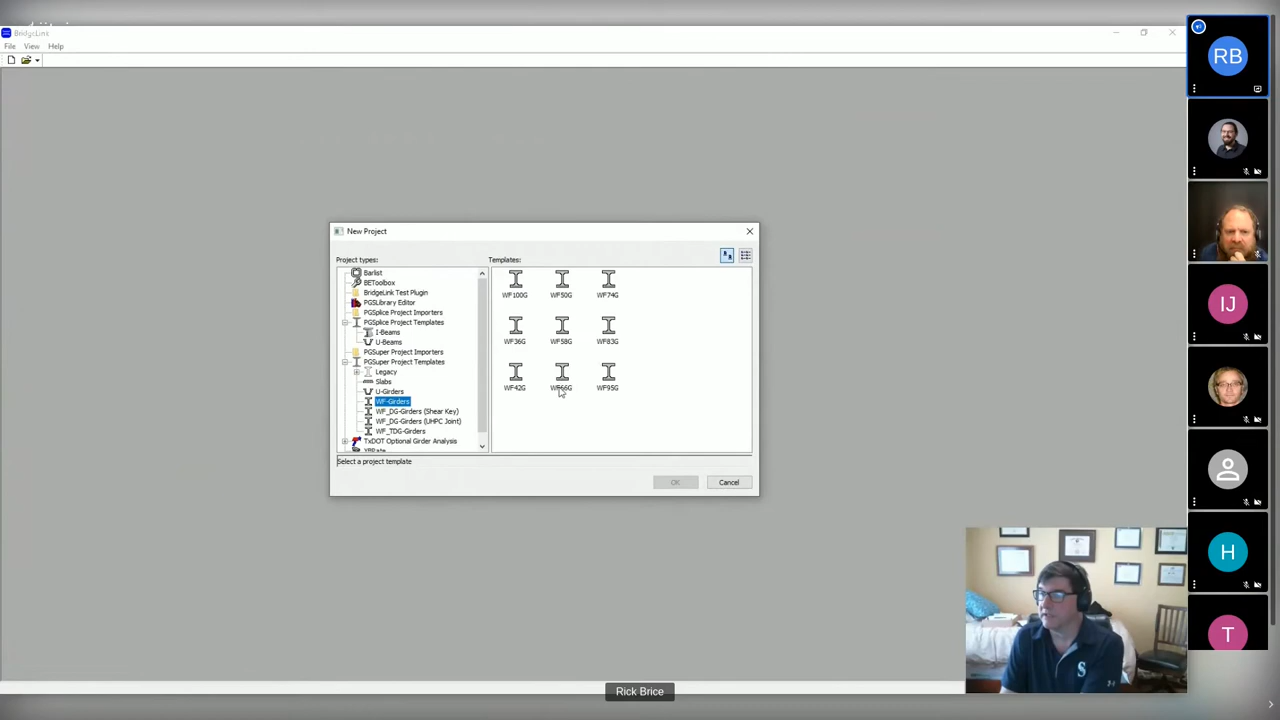 BridgeLink
File View Help
New Project
Project types:
Templates:
Barlist
BEToolbox
BridgeLink Test Plugin
PGSLibrary Editor
PGSplice Project Importers
PGSplice Project Templates
I-Beams
U-Beams
PGSuper Project Importers
PGSuper Project Templates
Legacy
Slabs
U-Girders
WF-Girders
WF_DG-Girders (Shear Key)
WF_DG-Girders (UHPC Joint)
WF_TDG-Girders
TxDOT Optional Girder Analysis
XBRate
WF100G WF50G WF74G
WF36G WF58G WF83G
WF42G WF66G WF95G
Select a project template
OK Cancel
RB
IJ
H
T
S
Rick Brice